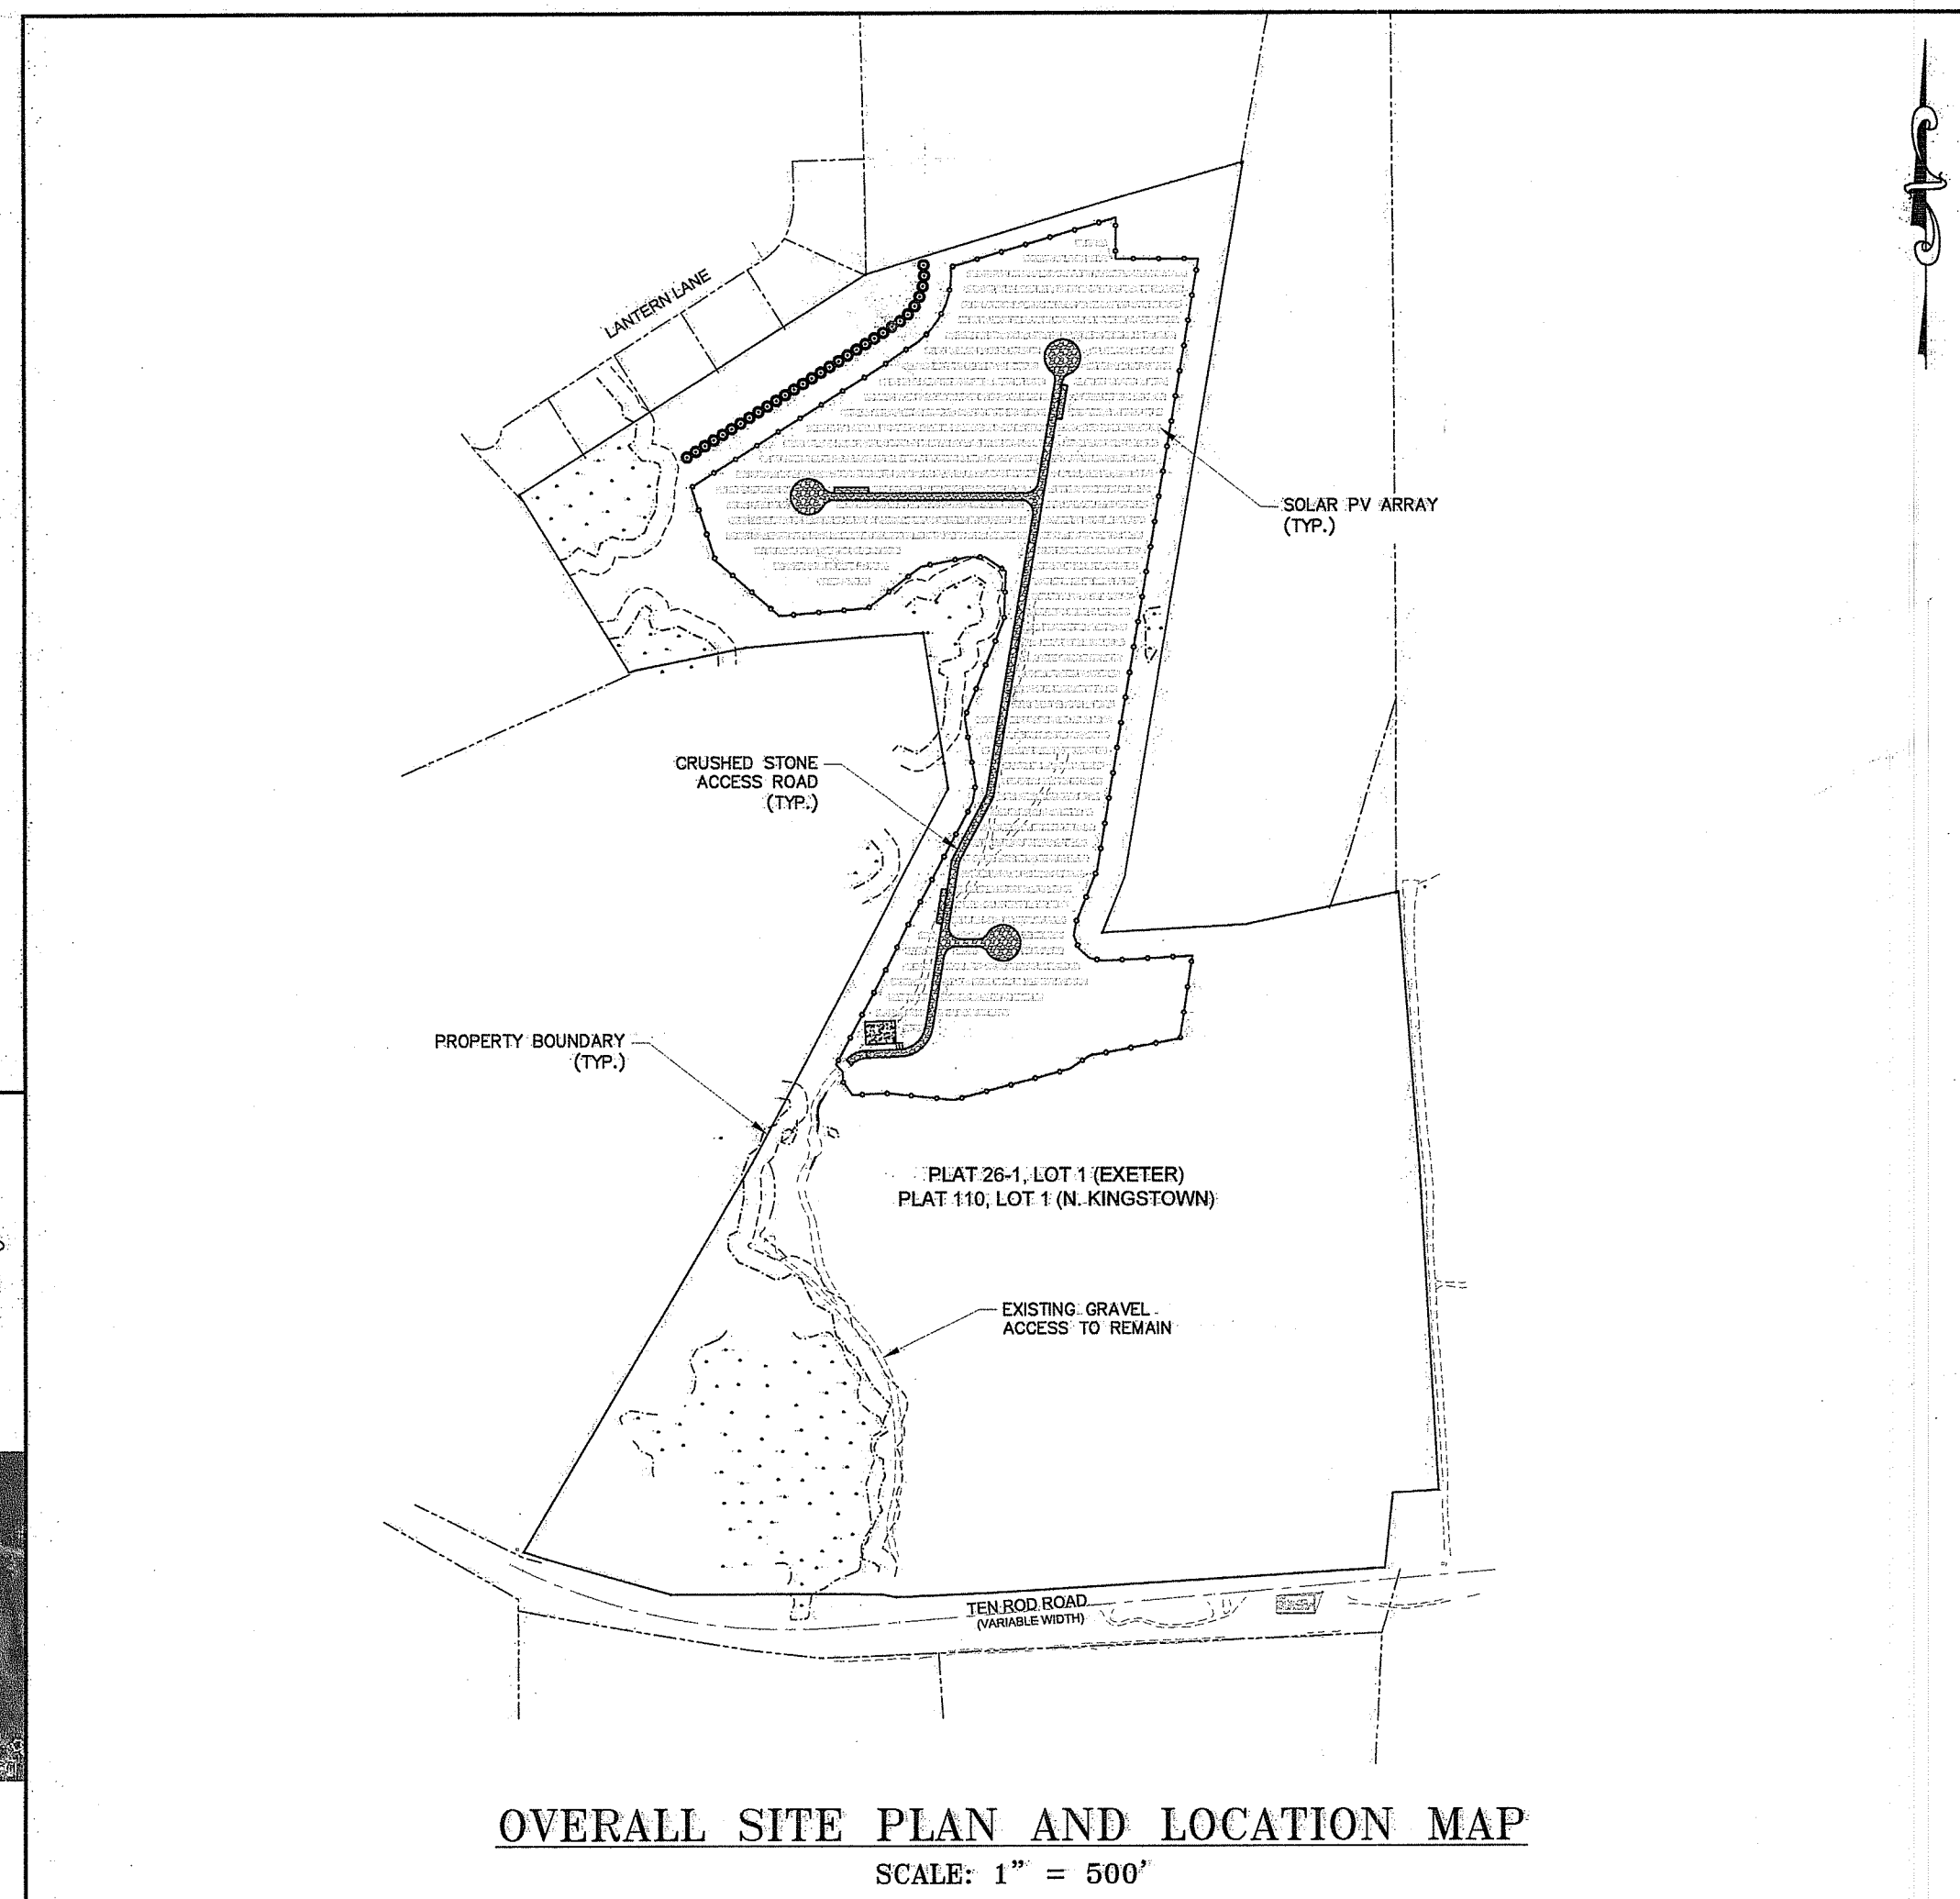 LANTERN LANE
SOLAR PV ARRAY
(TYP.)
CRUSHED STONE
ACCESS ROAD
(TYP.)
PROPERTY BOUNDARY
(TYP.)
PLAT 26-1, LOT 1 (EXETER)
PLAT 110, LOT 1 (N. KINGSTOWN)
EXISTING GRAVEL
ACCESS TO REMAIN
TEN ROD ROAD
(VARIABLE WIDTH)
OVERALL SITE PLAN AND LOCATION MAP
SCALE: 1" = 500'